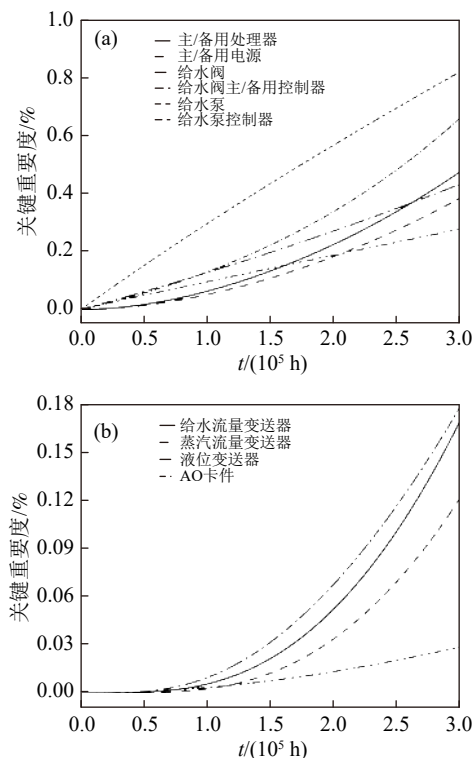 (a)
主/备用处理器
主/备用电源
给水阀
给水阀主/备用控制器
给水泵
给水泵控制器
关键重要度/%
1.0
0.8
0.6
0.4
0.2
0.0
0.0 0.5 1.0 1.5 2.0 2.5 3.0
t/(10⁵ h)
(b)
给水流量变送器
蒸汽流量变送器
液位变送器
AO卡件
关键重要度/%
0.18
0.15
0.12
0.09
0.06
0.03
0.00
0.0 0.5 1.0 1.5 2.0 2.5 3.0
t/(10⁵ h)